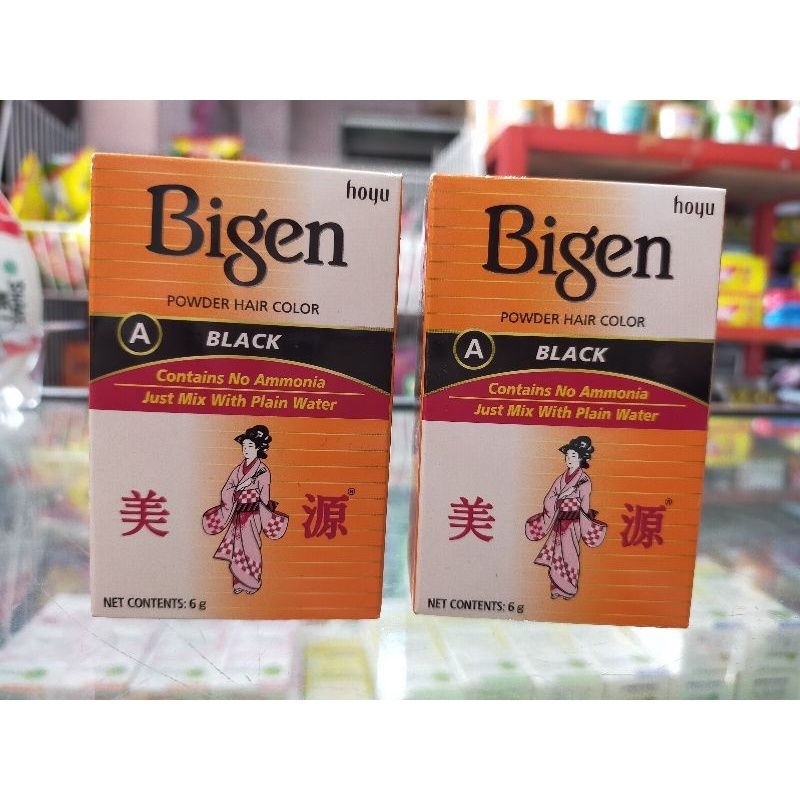 hoyu
Bigen
POWDER HAIR COLOR
A BLACK
Contains No Ammonia
Just Mix With Plain Water
美 源®
NET CONTENTS: 6 g
hoyu
Bigen
POWDER HAIR COLOR
A BLACK
Contains No Ammonia
Just Mix With Plain Water
美 源®
NET CONTENTS: 6 g